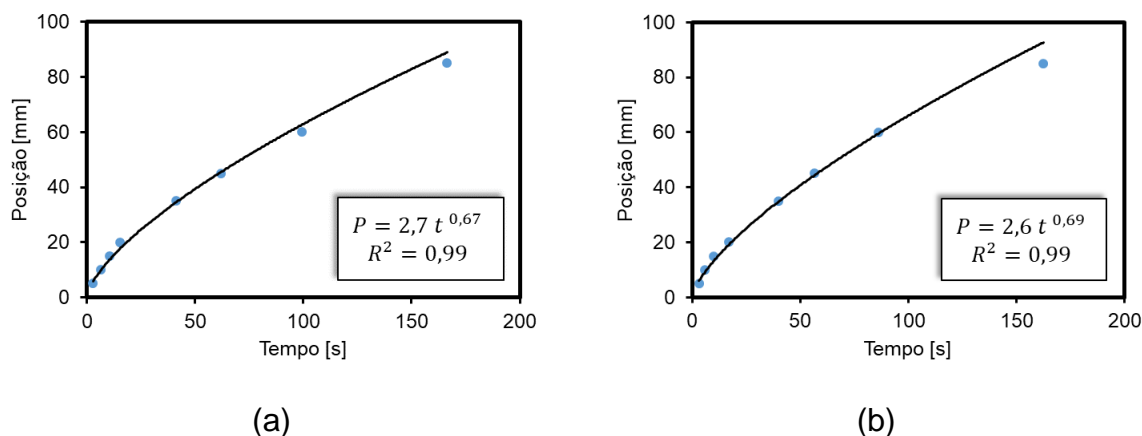 100
80
60
40
20
0
Posição [mm]
P = 2,7 t^0,67
R² = 0,99
0 50 100 150 200
Tempo [s]
(a)
100
80
60
40
20
0
Posição [mm]
P = 2,6 t^0,69
R² = 0,99
0 50 100 150 200
Tempo [s]
(b)